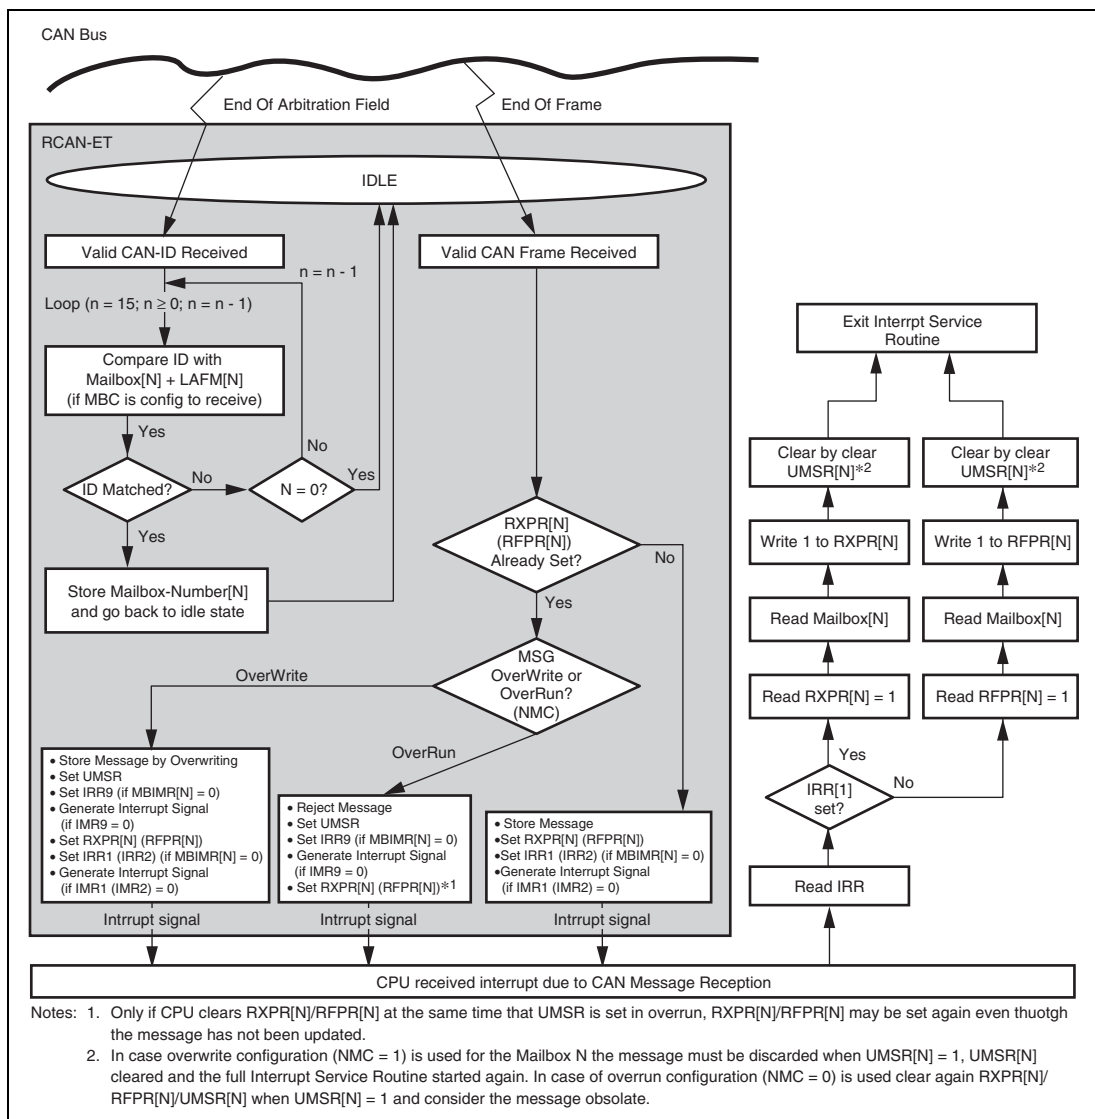 CAN Bus
End Of Arbitration Field
End Of Frame
RCAN-ET
IDLE
Valid CAN-ID Received
Valid CAN Frame Received
n = n - 1
Loop (n = 15; n ≥ 0; n = n - 1)
Compare ID with
Mailbox[N] + LAFM[N]
(if MBC is config to receive)
Yes
No
ID Matched?
No
N = 0?
Yes
Yes
Store Mailbox-Number[N]
and go back to idle state
RXPR[N]
(RFPR[N])
Already Set?
No
Yes
MSG
OverWrite or
OverRun?
(NMC)
OverWrite
OverRun
• Store Message by Overwriting
• Set UMSR
• Set IRR9 (if MBIMR[N] = 0)
• Generate Interrupt Signal
(if IMR9 = 0)
• Set RXPR[N] (RFPR[N])
• Set IRR1 (IRR2) (if MBIMR[N] = 0)
• Generate Interrupt Signal
(if IMR1 (IMR2) = 0)
• Reject Message
• Set UMSR
• Set IRR9 (if MBIMR[N] = 0)
• Generate Interrupt Signal
(if IMR9 = 0)
• Set RXPR[N] (RFPR[N])*1
• Store Message
•Set RXPR[N] (RFPR[N])
•Set IRR1 (IRR2) (if MBIMR[N] = 0)
•Generate Interrupt Signal
(if IMR1 (IMR2) = 0)
Intrrupt signal
Intrrupt signal
Intrrupt signal
Exit Interrpt Service
Routine
Clear by clear
UMSR[N]*2
Clear by clear
UMSR[N]*2
Write 1 to RXPR[N]
Write 1 to RFPR[N]
Read Mailbox[N]
Read Mailbox[N]
Read RXPR[N] = 1
Read RFPR[N] = 1
Yes
No
IRR[1]
set?
Read IRR
CPU received interrupt due to CAN Message Reception
Notes: 1. Only if CPU clears RXPR[N]/RFPR[N] at the same time that UMSR is set in overrun, RXPR[N]/RFPR[N] may be set again even thuotgh
the message has not been updated.
2. In case overwrite configuration (NMC = 1) is used for the Mailbox N the message must be discarded when UMSR[N] = 1, UMSR[N]
cleared and the full Interrupt Service Routine started again. In case of overrun configuration (NMC = 0) is used clear again RXPR[N]/
RFPR[N]/UMSR[N] when UMSR[N] = 1 and consider the message obsolate.